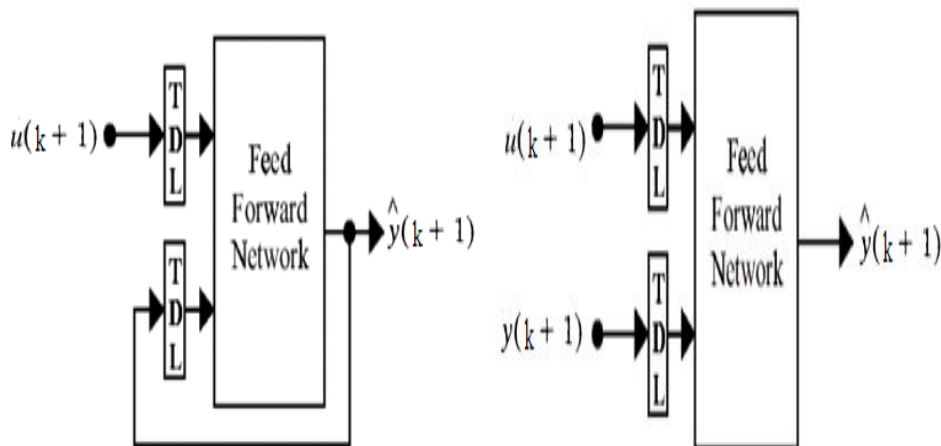 T
D
L
u(k + 1)
Feed
Forward
Network
ŷ(k + 1)
T
D
L
T
D
L
u(k + 1)
Feed
Forward
Network
ŷ(k + 1)
T
D
L
y(k + 1)